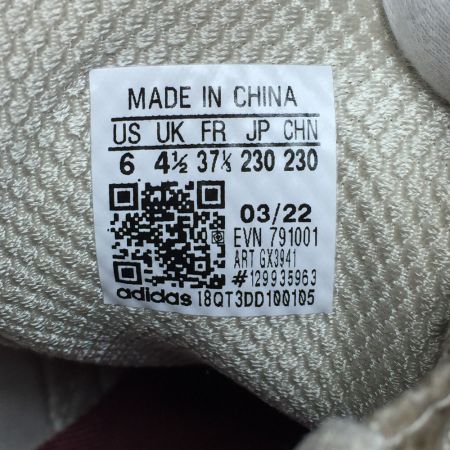 MADE IN CHINA
US UK FR JP CHN
6 4½ 37⅓ 230 230
03/22
EVN 791001
ART GX3941
#129935963
adidas I8QT3DD100105